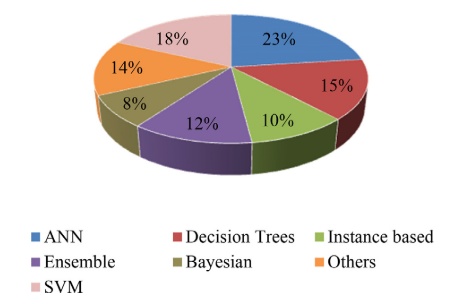 18%
23%
14%
15%
8%
12%
10%
ANN
Decision Trees
Instance based
Ensemble
Bayesian
Others
SVM